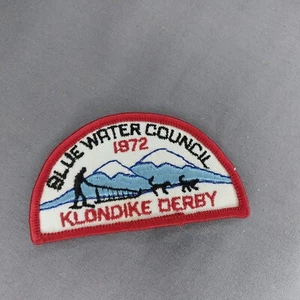 BLUE WATER COUNCIL
1972
KLONDIKE DERBY